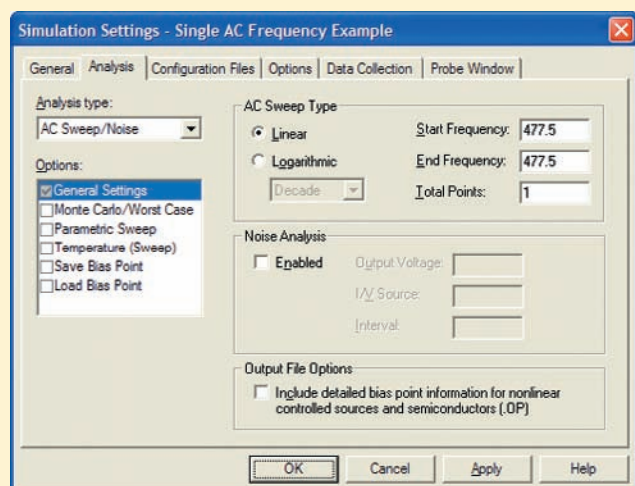 Simulation Settings - Single AC Frequency Example
General Analysis Configuration Files Options Data Collection Probe Window
Analysis type:
AC Sweep/Noise
Options:
General Settings
Monte Carlo/Worst Case
Parametric Sweep
Temperature (Sweep)
Save Bias Point
Load Bias Point
AC Sweep Type
Linear
Logarithmic
Decade
Start Frequency: 477.5
End Frequency: 477.5
Total Points: 1
Noise Analysis
Enabled
Output Voltage:
I/V Source:
Interval:
Output File Options
Include detailed bias point information for nonlinear
controlled sources and semiconductors (.OP)
OK Cancel Apply Help